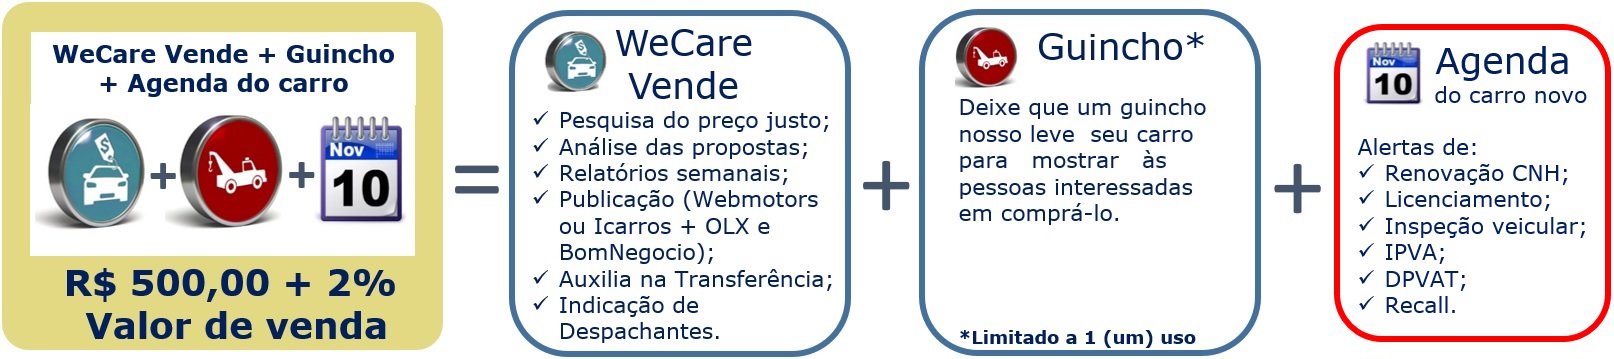 WeCare Vende + Guincho
+ Agenda do carro
+
+
Nov
10
R$ 500,00 + 2%
Valor de venda
=
WeCare
Vende
✓ Pesquisa do preço justo;
✓ Análise das propostas;
✓ Relatórios semanais;
✓ Publicação (Webmotors
ou Icarros + OLX e
BomNegocio);
✓ Auxilia na Transferência;
✓ Indicação de
Despachantes.
+
Guincho*
Deixe que um guincho
nosso leve seu carro
para mostrar às
pessoas interessadas
em comprá-lo.
*Limitado a 1 (um) uso
+
Nov
10
Agenda
do carro novo
Alertas de:
✓ Renovação CNH;
✓ Licenciamento;
✓ Inspeção veicular;
✓ IPVA;
✓ DPVAT;
✓ Recall.